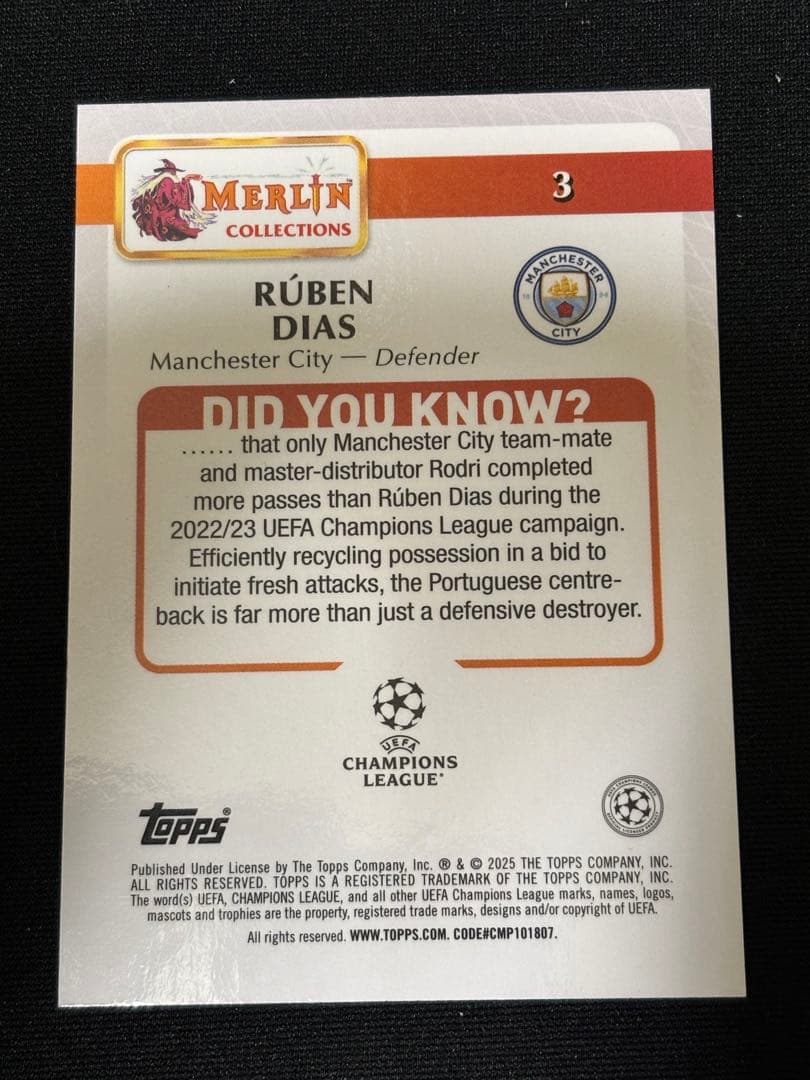 MERLIN™
COLLECTIONS
3
RÚBEN
DIAS
MANCHESTER
18 94
CITY
Manchester City — Defender
DID YOU KNOW?
...... that only Manchester City team-mate
and master-distributor Rodri completed
more passes than Rúben Dias during the
2022/23 UEFA Champions League campaign.
Efficiently recycling possession in a bid to
initiate fresh attacks, the Portuguese centre-
back is far more than just a defensive destroyer.
UEFA
CHAMPIONS
LEAGUE®
Topps®
Published Under License by The Topps Company, Inc. ® & © 2025 THE TOPPS COMPANY, INC.
ALL RIGHTS RESERVED. TOPPS IS A REGISTERED TRADEMARK OF THE TOPPS COMPANY, INC.
The word(s) UEFA, CHAMPIONS LEAGUE, and all other UEFA Champions League marks, names, logos,
mascots and trophies are the property, registered trade marks, designs and/or copyright of UEFA.
All rights reserved. WWW.TOPPS.COM. CODE#CMP101807.